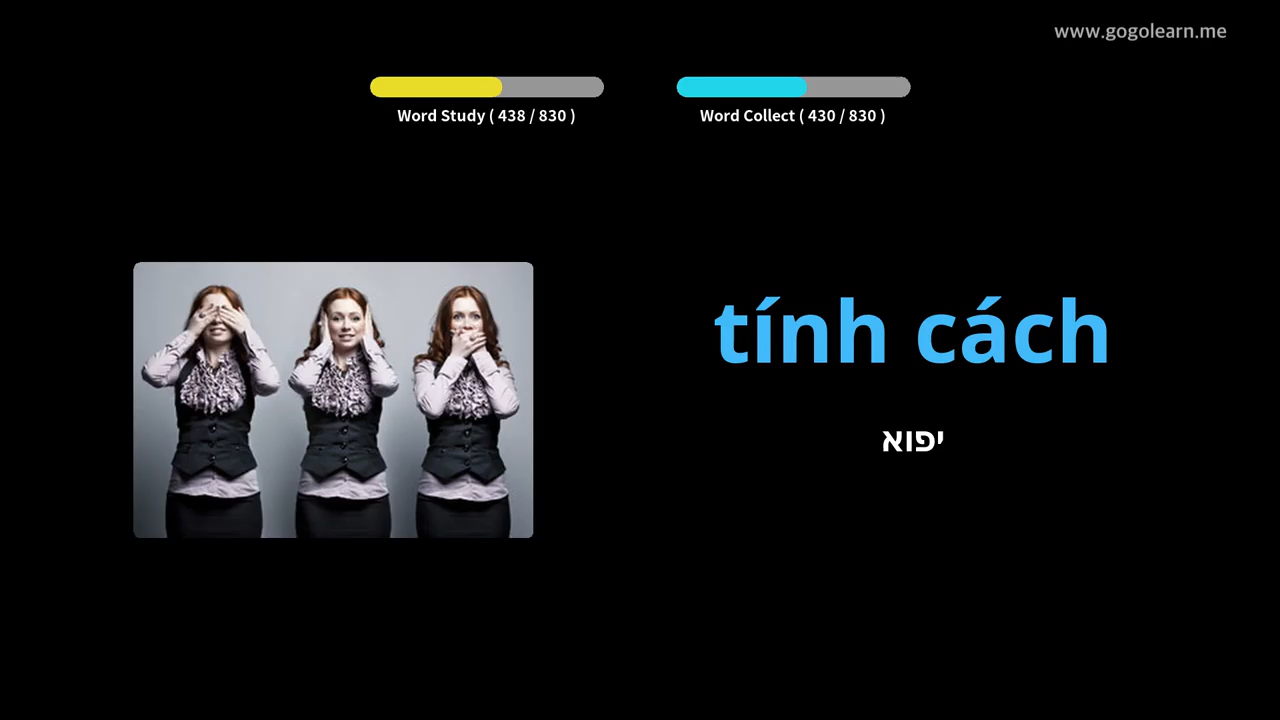 www.gogolearn.me
Word Study ( 438 / 830 )
Word Collect ( 430 / 830 )
tính cách
יפוא